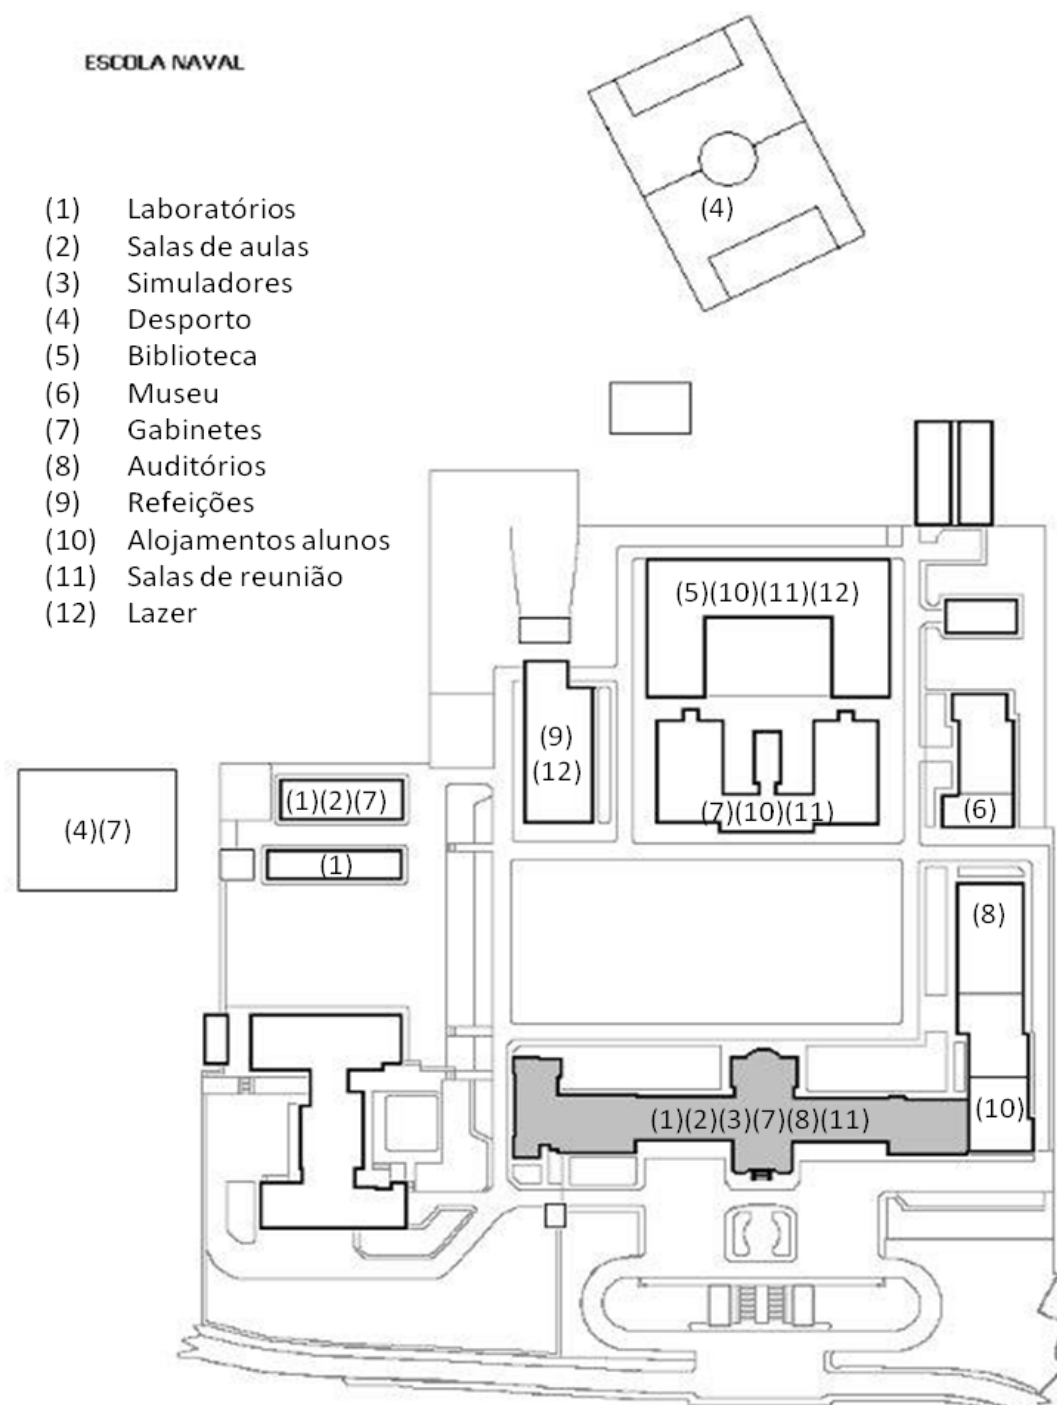 ESCOLA NAVAL
(1) Laboratórios
(2) Salas de aulas
(3) Simuladores
(4) Desporto
(5) Biblioteca
(6) Museu
(7) Gabinetes
(8) Auditórios
(9) Refeições
(10) Alojamentos alunos
(11) Salas de reunião
(12) Lazer
(4)
(5)(10)(11)(12)
(9)
(12)
(7)(10)(11)
(6)
(1)(2)(7)
(4)(7)
(1)
(8)
(1)(2)(3)(7)(8)(11)
(10)